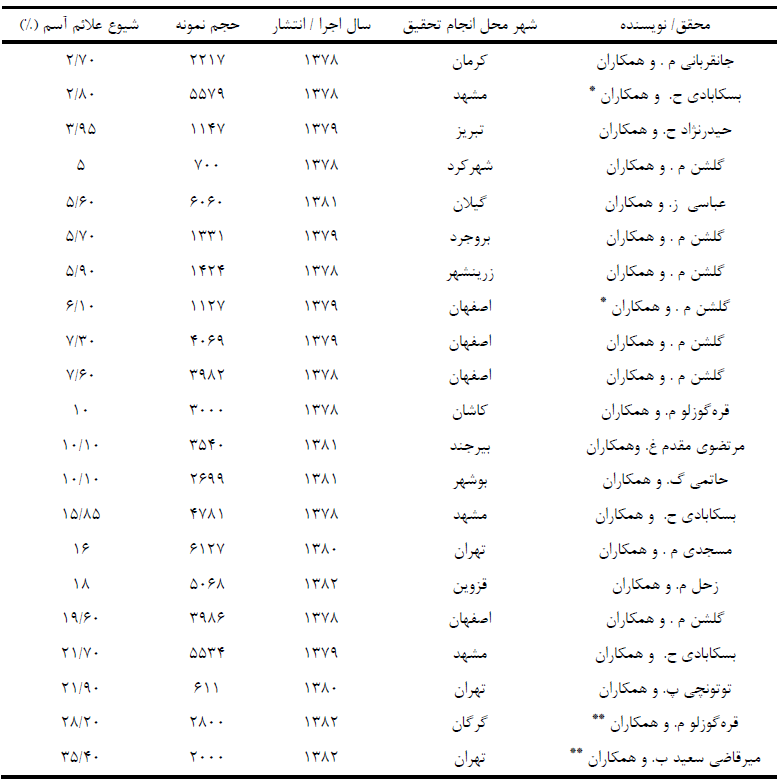 محقق/ نویسنده شهر محل انجام تحقیق سال اجرا / انتشار حجم نمونه شیوع علائم آسم (٪)
جانقربانی م . و همکاران کرمان ۱۳۷۸ ۲۲۱۷ ۲/۷۰
بسکابادی ح. و همکاران * مشهد ۱۳۷۸ ۵۵۷۹ ۲/۸۰
حیدرنژاد ح. و همکاران تبریز ۱۳۷۹ ۱۱۴۷ ۳/۹۵
گلشن م . و همکاران شهرکرد ۱۳۷۸ ۷۰۰ ۵
عباسی ز. و همکاران گیلان ۱۳۸۱ ۶۰۶۰ ۵/۶۰
گلشن م . و همکاران بروجرد ۱۳۷۹ ۱۳۳۱ ۵/۷۰
گلشن م . و همکاران زرینشهر ۱۳۷۸ ۱۴۲۴ ۵/۹۰
گلشن م . و همکاران * اصفهان ۱۳۷۹ ۱۱۲۷ ۶/۱۰
گلشن م . و همکاران اصفهان ۱۳۷۹ ۴۰۶۹ ۷/۳۰
گلشن م . و همکاران اصفهان ۱۳۷۸ ۳۹۸۲ ۷/۶۰
قره‌گوزلو م. و همکاران کاشان ۱۳۷۸ ۳۰۰۰ ۱۰
مرتضوی مقدم غ. وهمکاران بیرجند ۱۳۸۱ ۳۵۴۰ ۱۰/۱۰
حاتمی گ. و همکاران بوشهر ۱۳۸۱ ۲۶۹۹ ۱۰/۱۰
بسکابادی ح. و همکاران مشهد ۱۳۷۸ ۴۷۸۱ ۱۵/۸۵
مسجدی م . و همکاران تهران ۱۳۸۰ ۶۱۲۷ ۱۶
زحل م. و همکاران قزوین ۱۳۸۲ ۵۰۶۸ ۱۸
گلشن م . و همکاران اصفهان ۱۳۷۸ ۳۹۸۶ ۱۹/۶۰
بسکابادی ح. و همکاران مشهد ۱۳۷۹ ۵۵۳۴ ۲۱/۷۰
توتونچی پ. و همکاران تهران ۱۳۸۰ ۶۱۱ ۲۱/۹۰
قره‌گوزلو م. و همکاران ** گرگان ۱۳۸۲ ۲۸۰۰ ۲۸/۲۰
میرقاضی سعید ب. و همکاران ** تهران ۱۳۸۲ ۲۰۰۰ ۳۵/۴۰